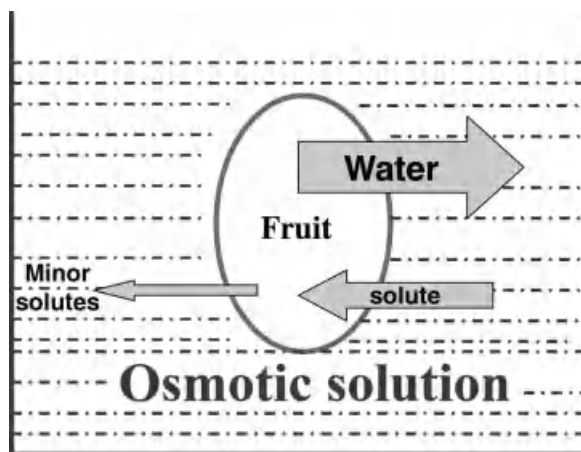 Water
Fruit
Minor
solutes
solute
Osmotic solution